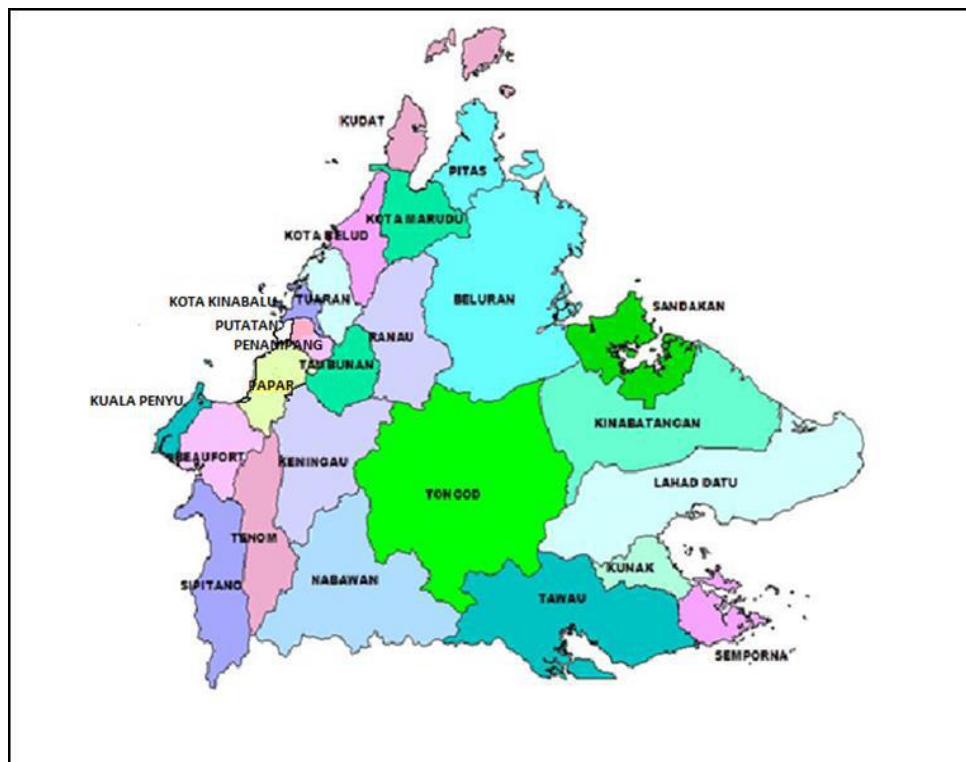 KUDAT
PITAS
KOTA MARUDU
KOTA BELUD
KOTA KINABALU
TUARAN
BELURAN
SANDAKAN
PUTATAN
RANAU
PENAMPANG
TAMBUNAN
PAPAR
KUALA PENYU
KINABATANGAN
BEAUFORT
KENINGAU
LAHAD DATU
TONGOD
TENOM
KUNAK
SIPITANG
NABAWAN
TAWAU
SEMPORNA